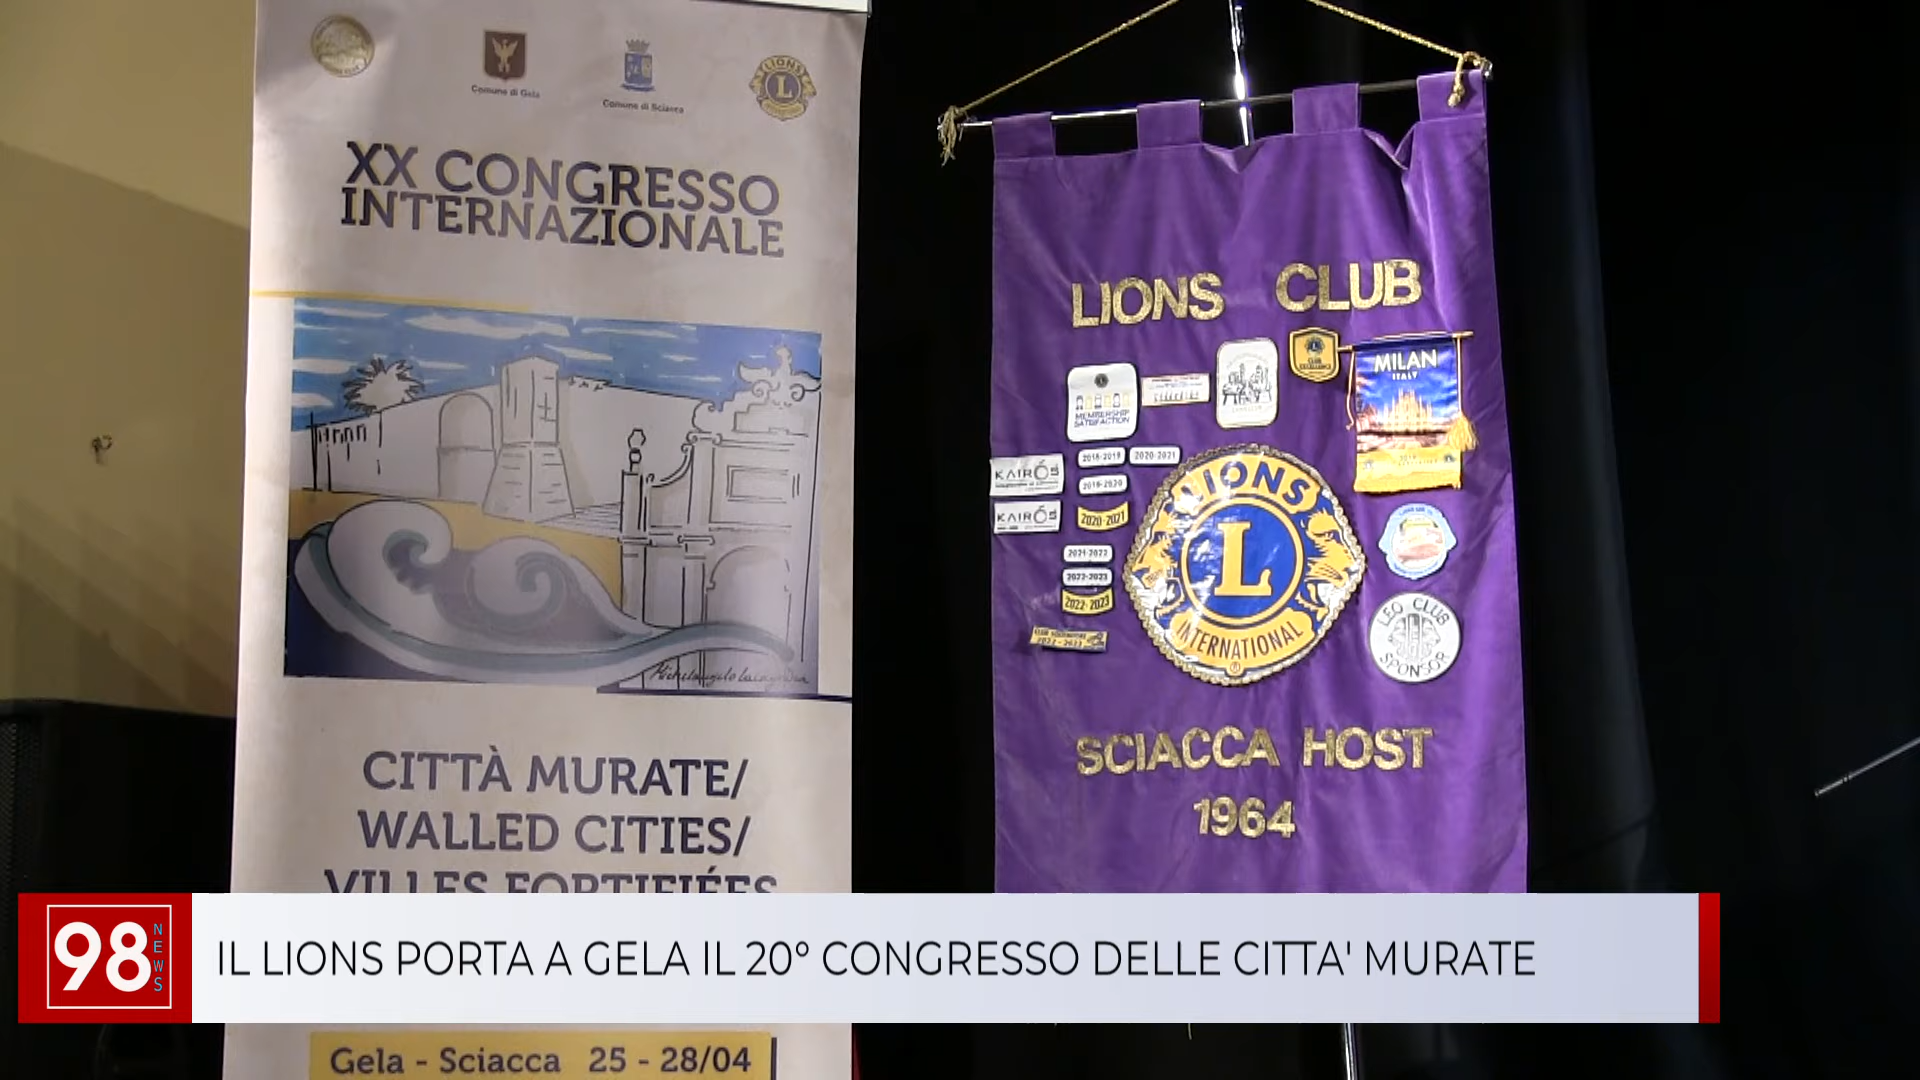 Comune di Gela
Comune di Sciacca
LIONS
L
XX CONGRESSO
INTERNAZIONALE
CITTÀ MURATE/
WALLED CITIES/
VILLES FORTIFIÉES
Gela - Sciacca 25 - 28/04
LIONS CLUB
MILAN
ITALY
MEMBERSHIP
SATISFACTION
KAIRÓS
KAIRÓS
2018-2019
2020-2021
2019-2020
2020-2021
2021-2022
2022-2023
2022-2023
LIONS
L
INTERNATIONAL
LEO CLUB
SPONSOR
SCIACCA HOST
1964
98
NEWS
IL LIONS PORTA A GELA IL 20° CONGRESSO DELLE CITTA' MURATE